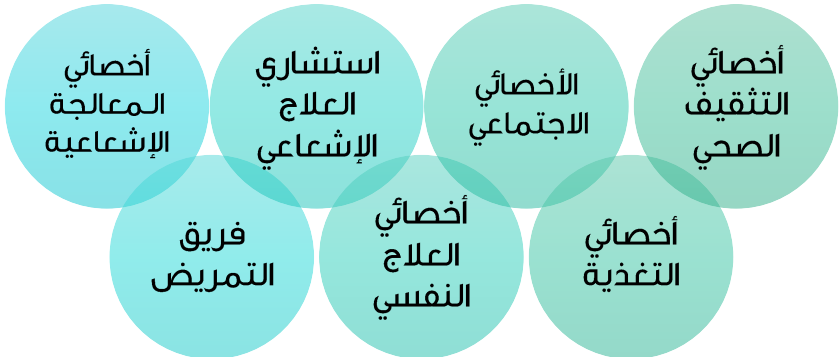 أخصائي
التثقيف
الصحي
الأخصائي
الاجتماعي
استشاري
العلاج
الإشعاعي
أخصائي
المعالجة
الإشعاعية
أخصائي
التغذية
أخصائي
العلاج
النفسي
فريق
التمريض